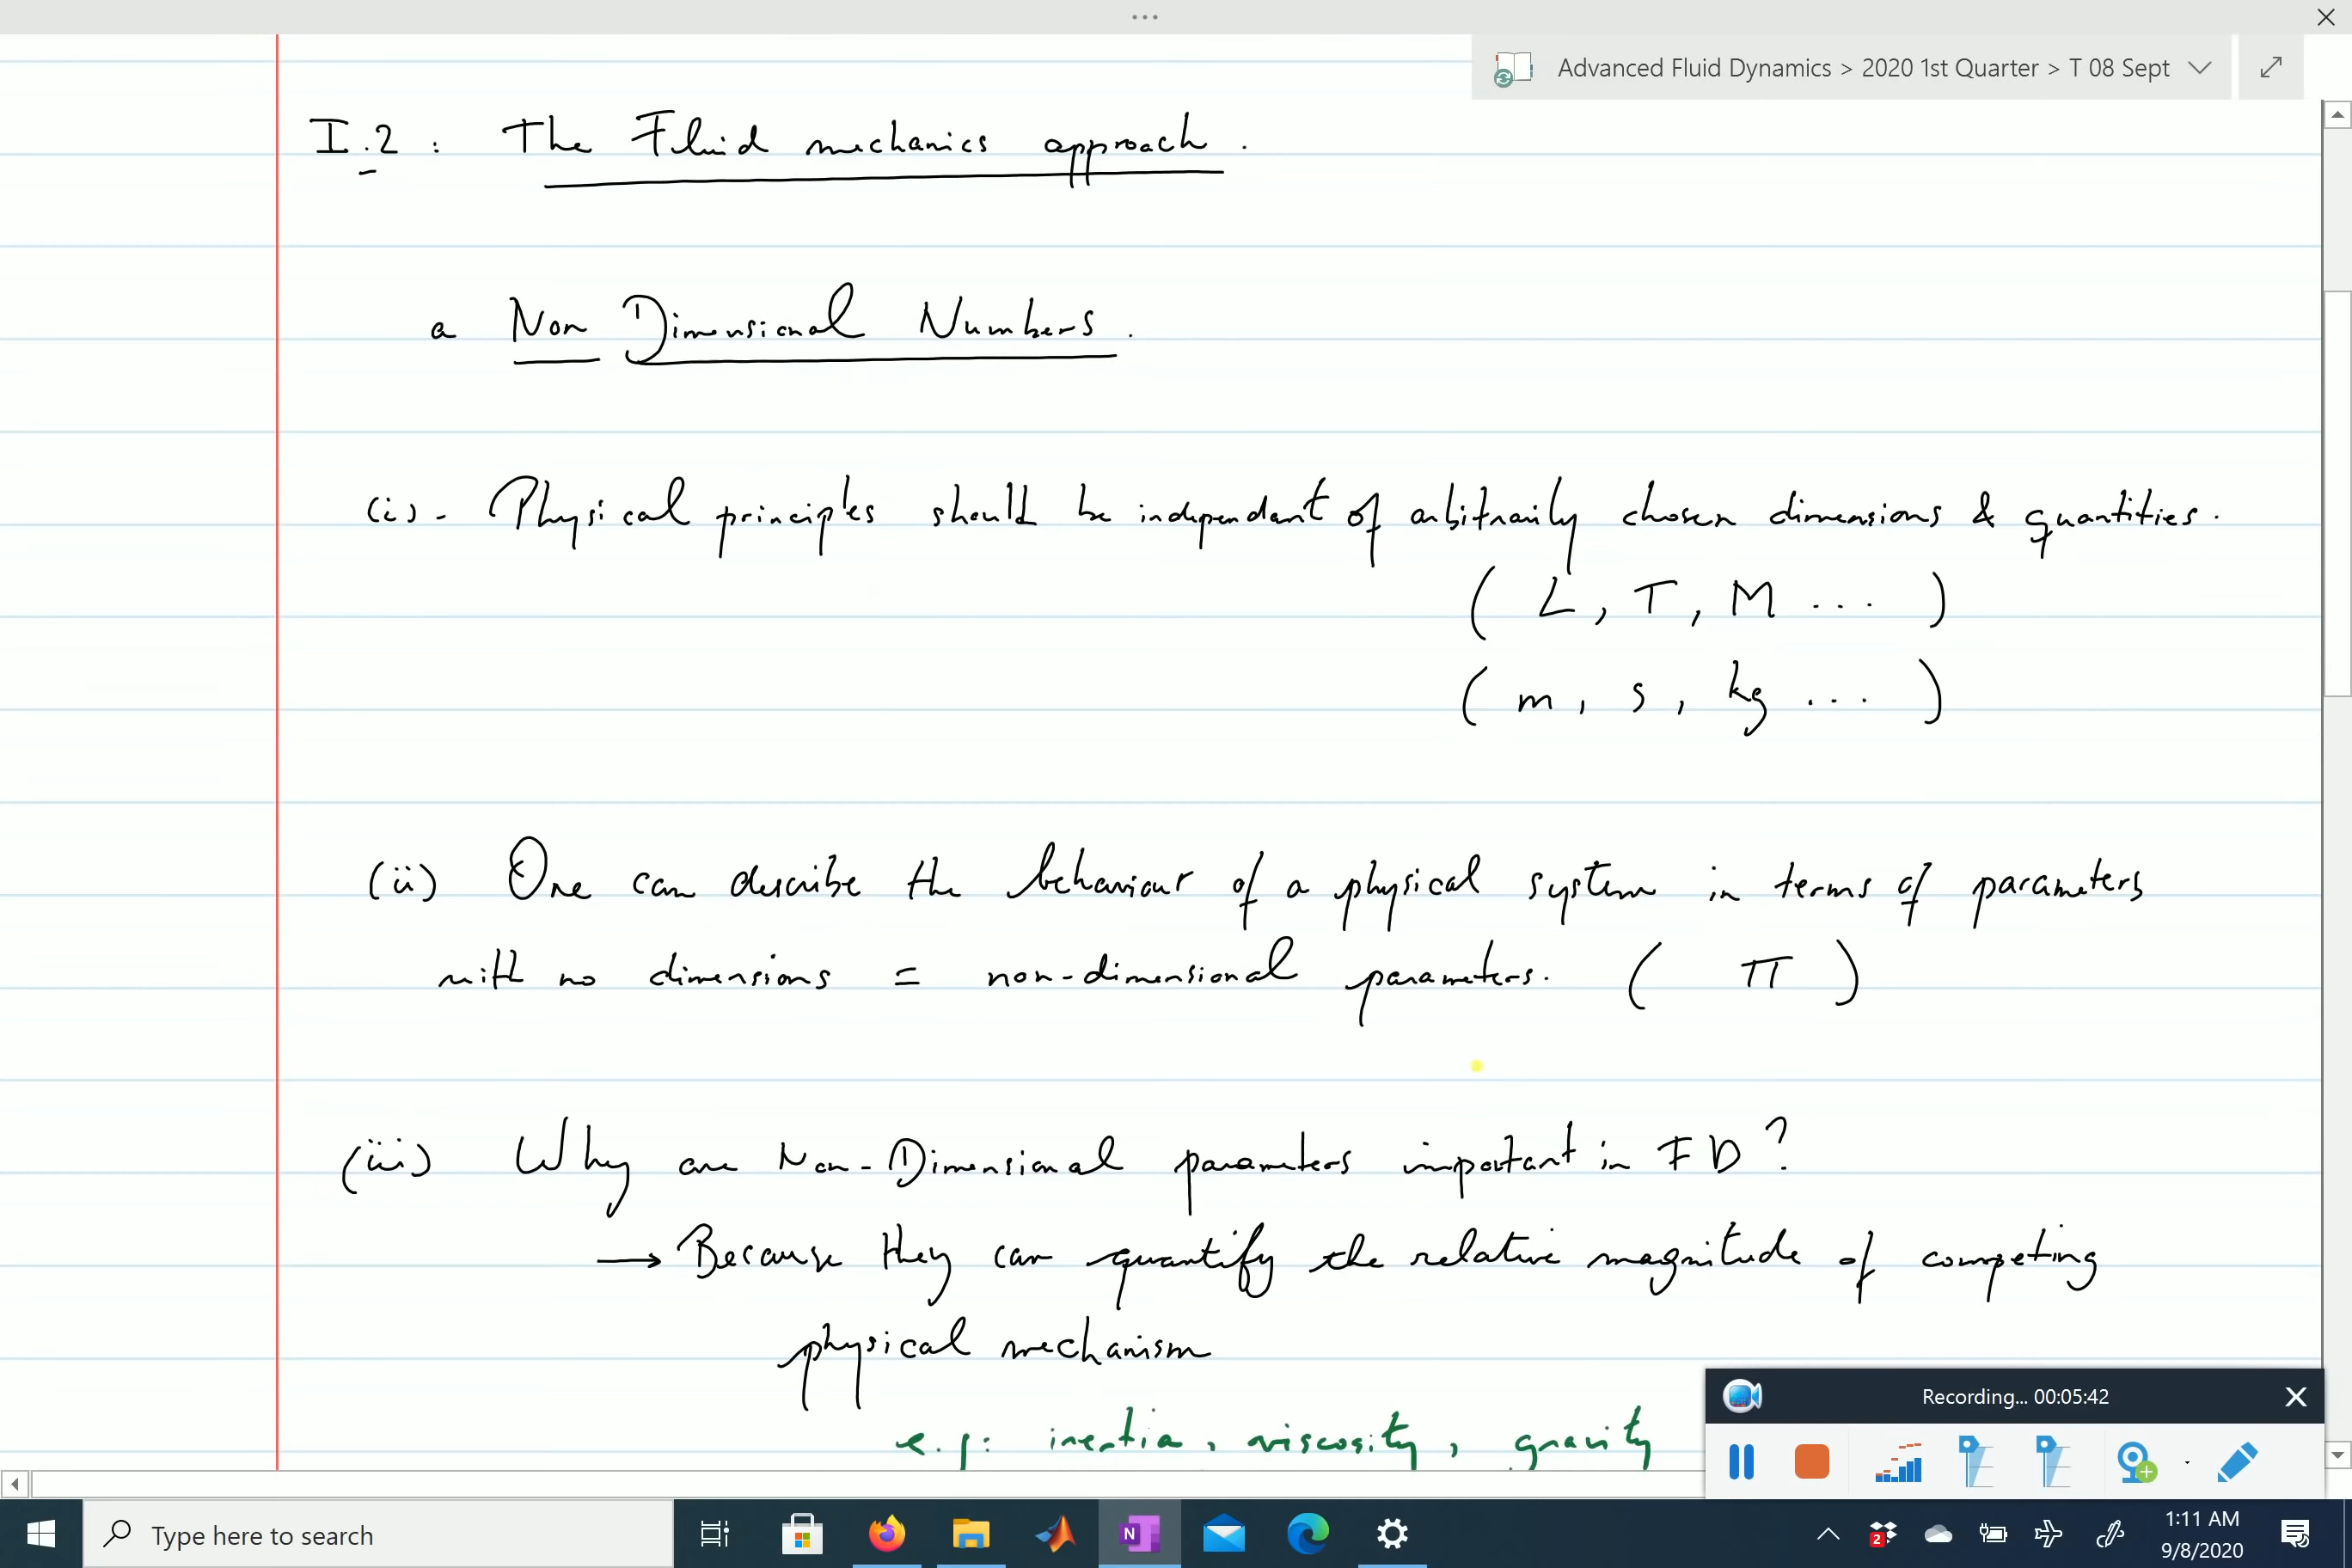 Advanced Fluid Dynamics > 2020 1st Quarter > T 08 Sept
I.2 : The Fluid mechanics approach.
a Non Dimensional Numbers.
(i) - Physical principles should be independant of arbitrarily chosen dimensions & quantities.
( L, T, M ... )
( m, s, kg ... )
(ii) One can describe the behaviour of a physical system in terms of parameters
with no dimensions = non-dimensional parameters. ( π )
(iii) Why are Non-Dimensional parameters important in FD?
→ Because they can quantify the relative magnitude of competing
physical mechanism
e.g: inertia, viscosity, gravity
Recording... 00:05:42
Type here to search
N
2
1:11 AM
9/8/2020